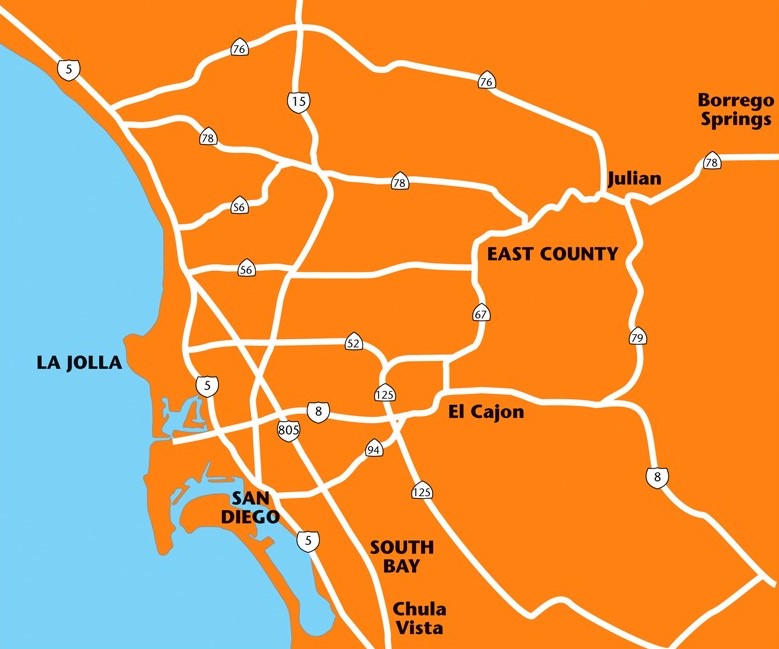 76
5
76
15
Borrego
Springs
78
78
78
Julian
56
EAST COUNTY
56
67
79
52
LA JOLLA
5
125
8
El Cajon
805
94
8
125
SAN
DIEGO
5
SOUTH
BAY
Chula
Vista